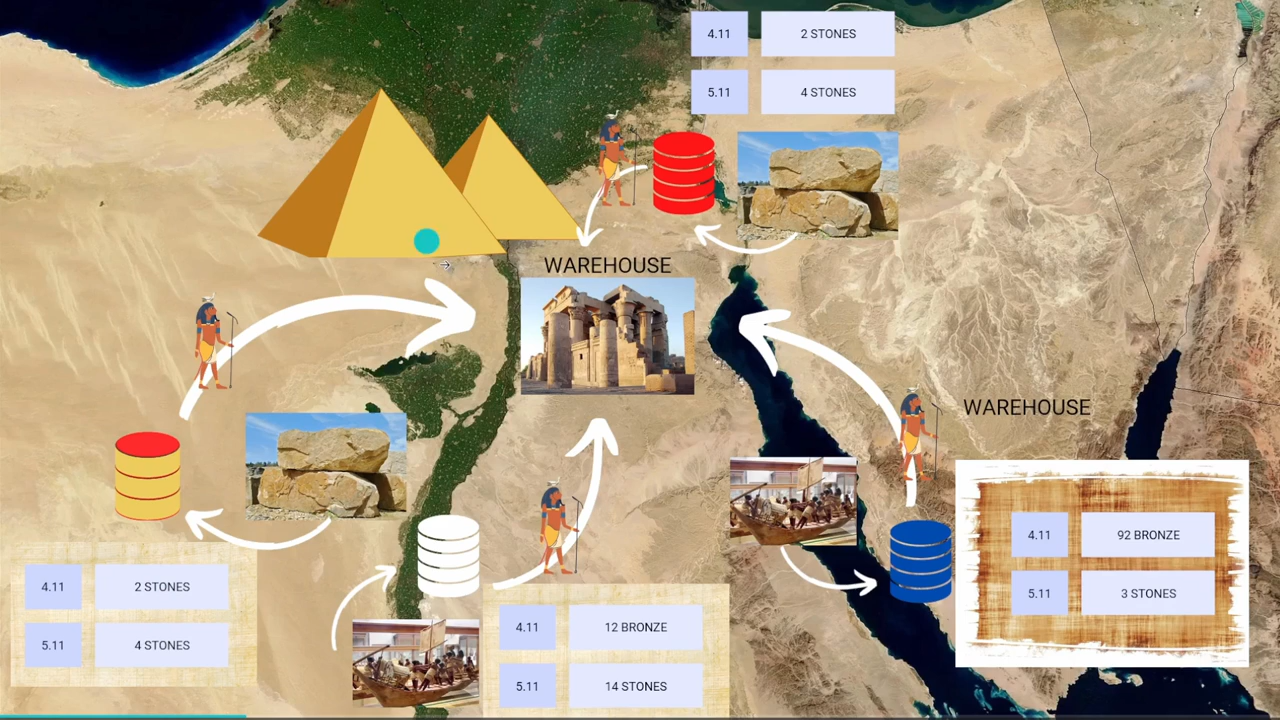 4.11 2 STONES
5.11 4 STONES
WAREHOUSE
WAREHOUSE
4.11 92 BRONZE
5.11 3 STONES
4.11 2 STONES
5.11 4 STONES
4.11 12 BRONZE
5.11 14 STONES